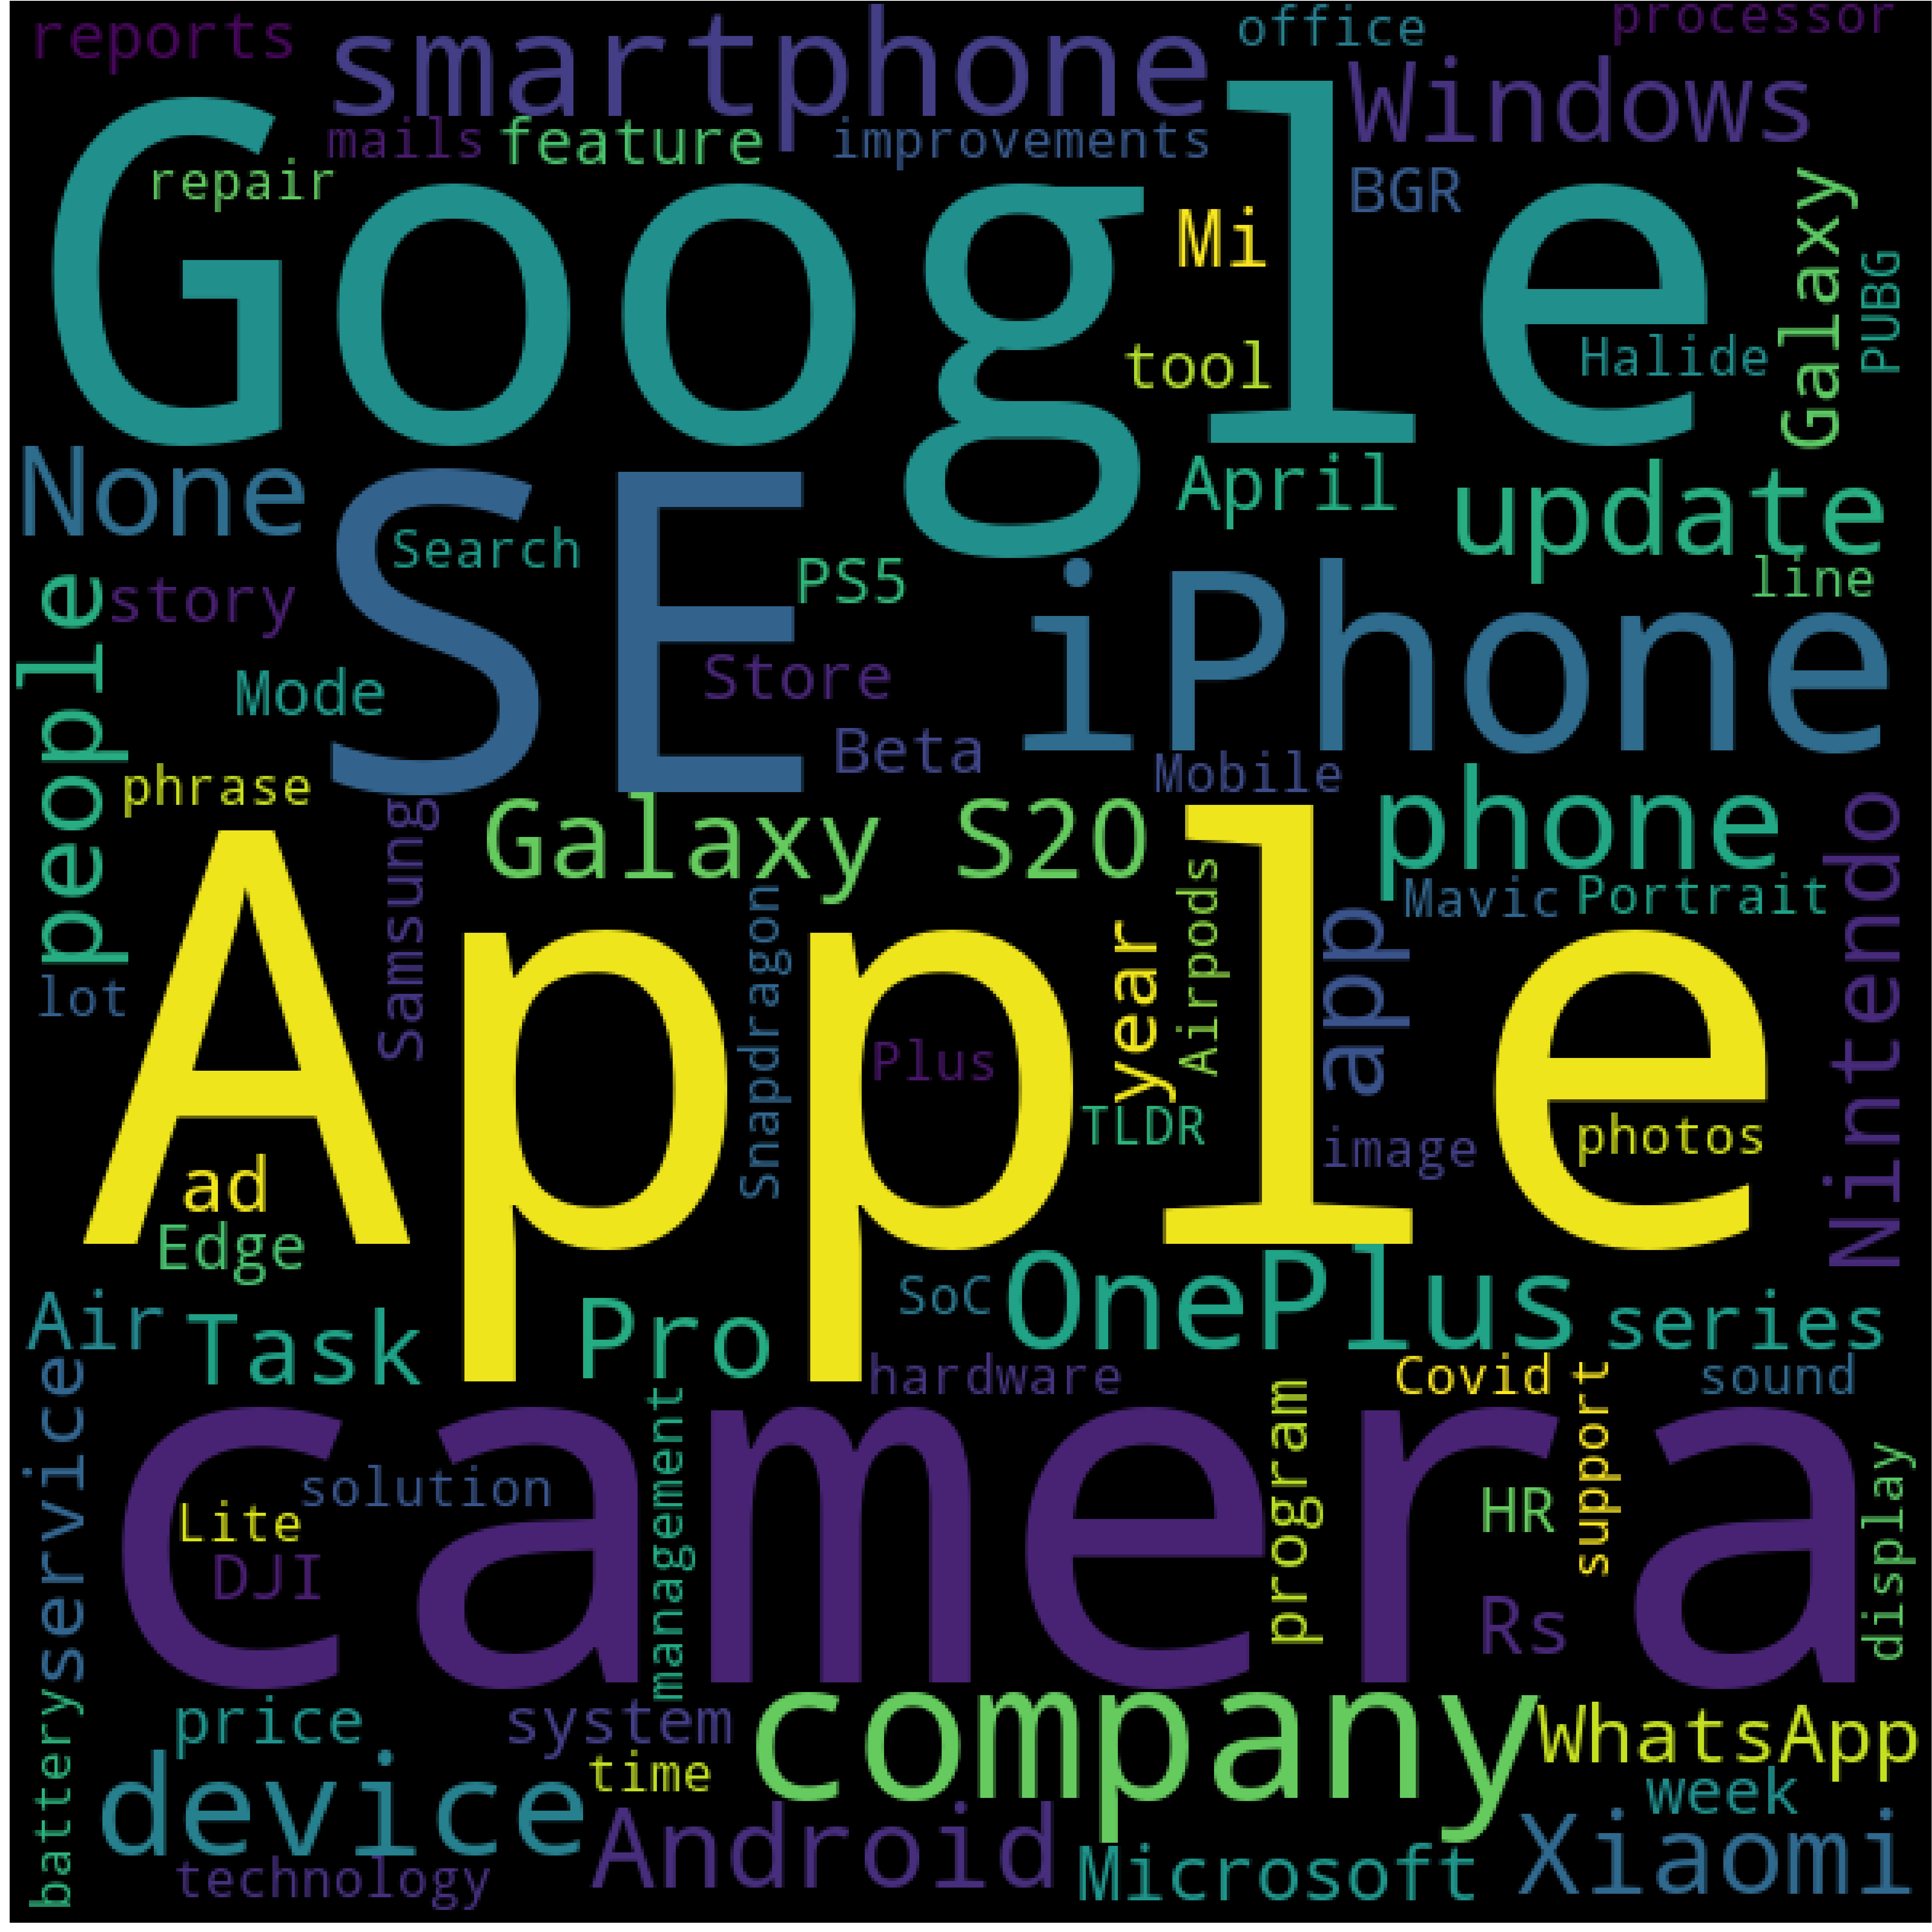 reports
smartphone
office
processor
Windows
mails
feature
improvements
repair
BGR
Google
Mi
Galaxy
PUBG
tool
Halide
None
April
update
SE
Search
PS5
line
people
story
iPhone
Mode
Store
Beta
Mobile
phrase
Samsung
Galaxy S20
phone
Nintendo
Apple
Snapdragon
Airpods
Mavic
Portrait
year
app
lot
Plus
TLDR
image
photos
ad
Edge
SoC
OnePlus
series
Air
Task
Pro
hardware
Covid
support
sound
service
management
program
camera
solution
Lite
HR
DJI
Rs
display
price
system
company
WhatsApp
battery
time
device
week
Android
Microsoft
Xiaomi
technology